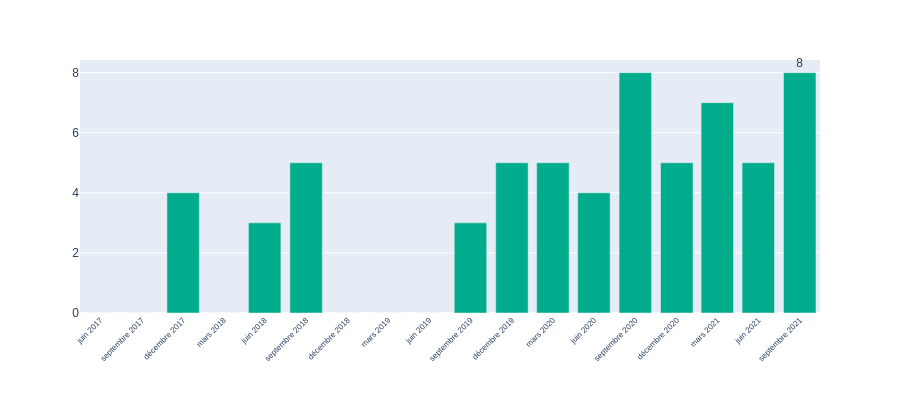 8
8
6
4
2
0
juin 2017
septembre 2017
décembre 2017
mars 2018
juin 2018
septembre 2018
décembre 2018
mars 2019
juin 2019
septembre 2019
décembre 2019
mars 2020
juin 2020
septembre 2020
décembre 2020
mars 2021
juin 2021
septembre 2021